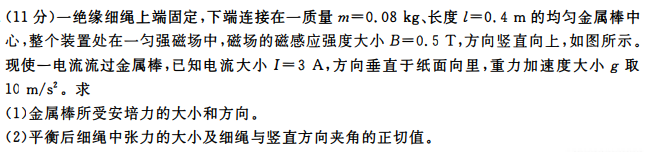 (11分)一绝缘细绳上端固定,下端连接在一质量 m=0.08 kg、长度 l=0.4 m 的均匀金属棒中
心,整个装置处在一匀强磁场中,磁场的磁感应强度大小 B=0.5 T,方向竖直向上,如图所示。
现使一电流流过金属棒,已知电流大小 I=3 A,方向垂直于纸面向里,重力加速度大小 g 取
10 m/s²。求
(1)金属棒所受安培力的大小和方向。
(2)平衡后细绳中张力的大小及细绳与竖直方向夹角的正切值。